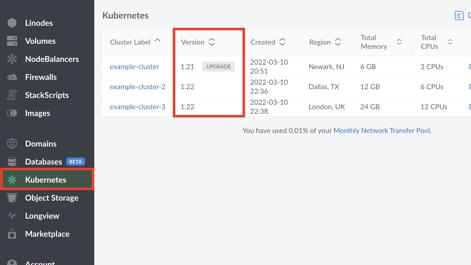 Linodes
Volumes
NodeBalancers
Firewalls
StackScripts
Images
Domains
Databases BETA
Kubernetes
Object Storage
Longview
Marketplace
Account
Kubernetes
Cluster Label Version Created Region Total Memory Total CPUs
example-cluster 1.21 UPGRADE 2022-03-10 20:51 Newark, NJ 6 GB 3 CPUs
example-cluster-2 1.22 2022-03-10 22:36 Dallas, TX 12 GB 6 CPUs
example-cluster-3 1.22 2022-03-10 22:38 London, UK 24 GB 12 CPUs
You have used 0.01% of your Monthly Network Transfer Pool.